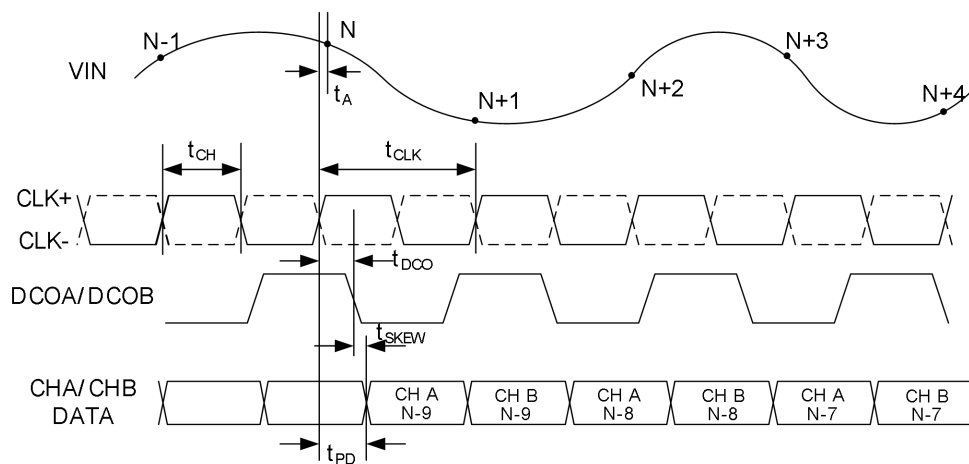 N-1
N
N+3
VIN
tA
N+1
N+2
N+4
tCH
tCLK
CLK+
CLK-
tDCO
DCOA/DCOB
tSKEW
CHA/CHB
DATA
CH A
N-9
CH B
N-9
CH A
N-8
CH B
N-8
CH A
N-7
CH B
N-7
tPD